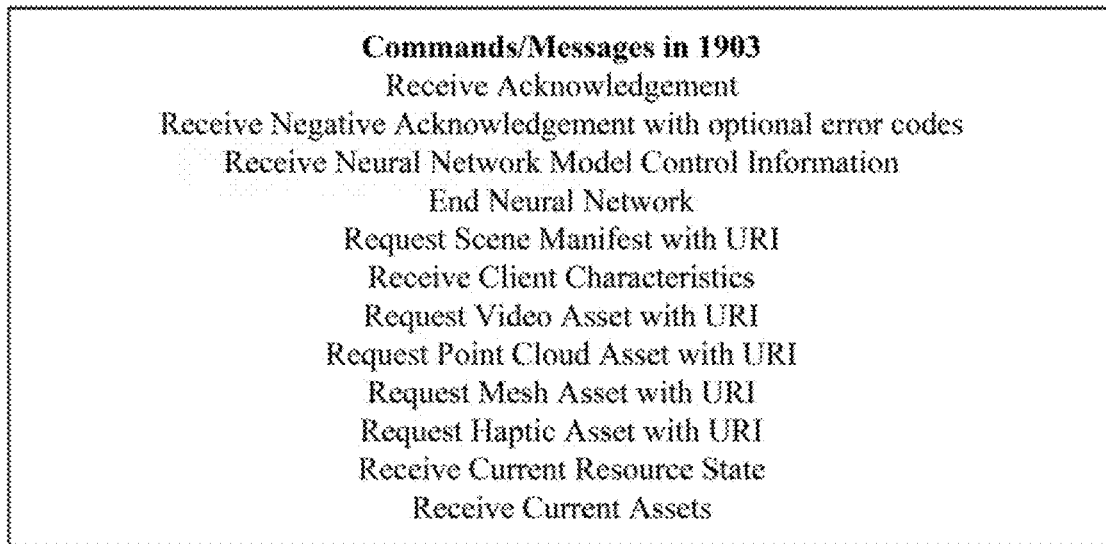 Commands/Messages in 1903
Receive Acknowledgement
Receive Negative Acknowledgement with optional error codes
Receive Neural Network Model Control Information
End Neural Network
Request Scene Manifest with URI
Receive Client Characteristics
Request Video Asset with URI
Request Point Cloud Asset with URI
Request Mesh Asset with URI
Request Haptic Asset with URI
Receive Current Resource State
Receive Current Assets